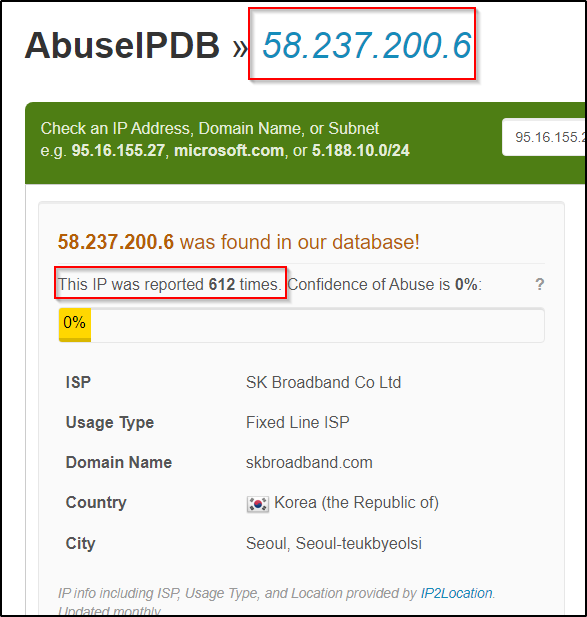 AbuseIPDB » 58.237.200.6
Check an IP Address, Domain Name, or Subnet
e.g. 95.16.155.27, microsoft.com, or 5.188.10.0/24
95.16.155.2
58.237.200.6 was found in our database!
This IP was reported 612 times. Confidence of Abuse is 0%: ?
0%
ISP SK Broadband Co Ltd
Usage Type Fixed Line ISP
Domain Name skbroadband.com
Country Korea (the Republic of)
City Seoul, Seoul-teukbyeolsi
IP info including ISP, Usage Type, and Location provided by IP2Location.
Updated monthly.